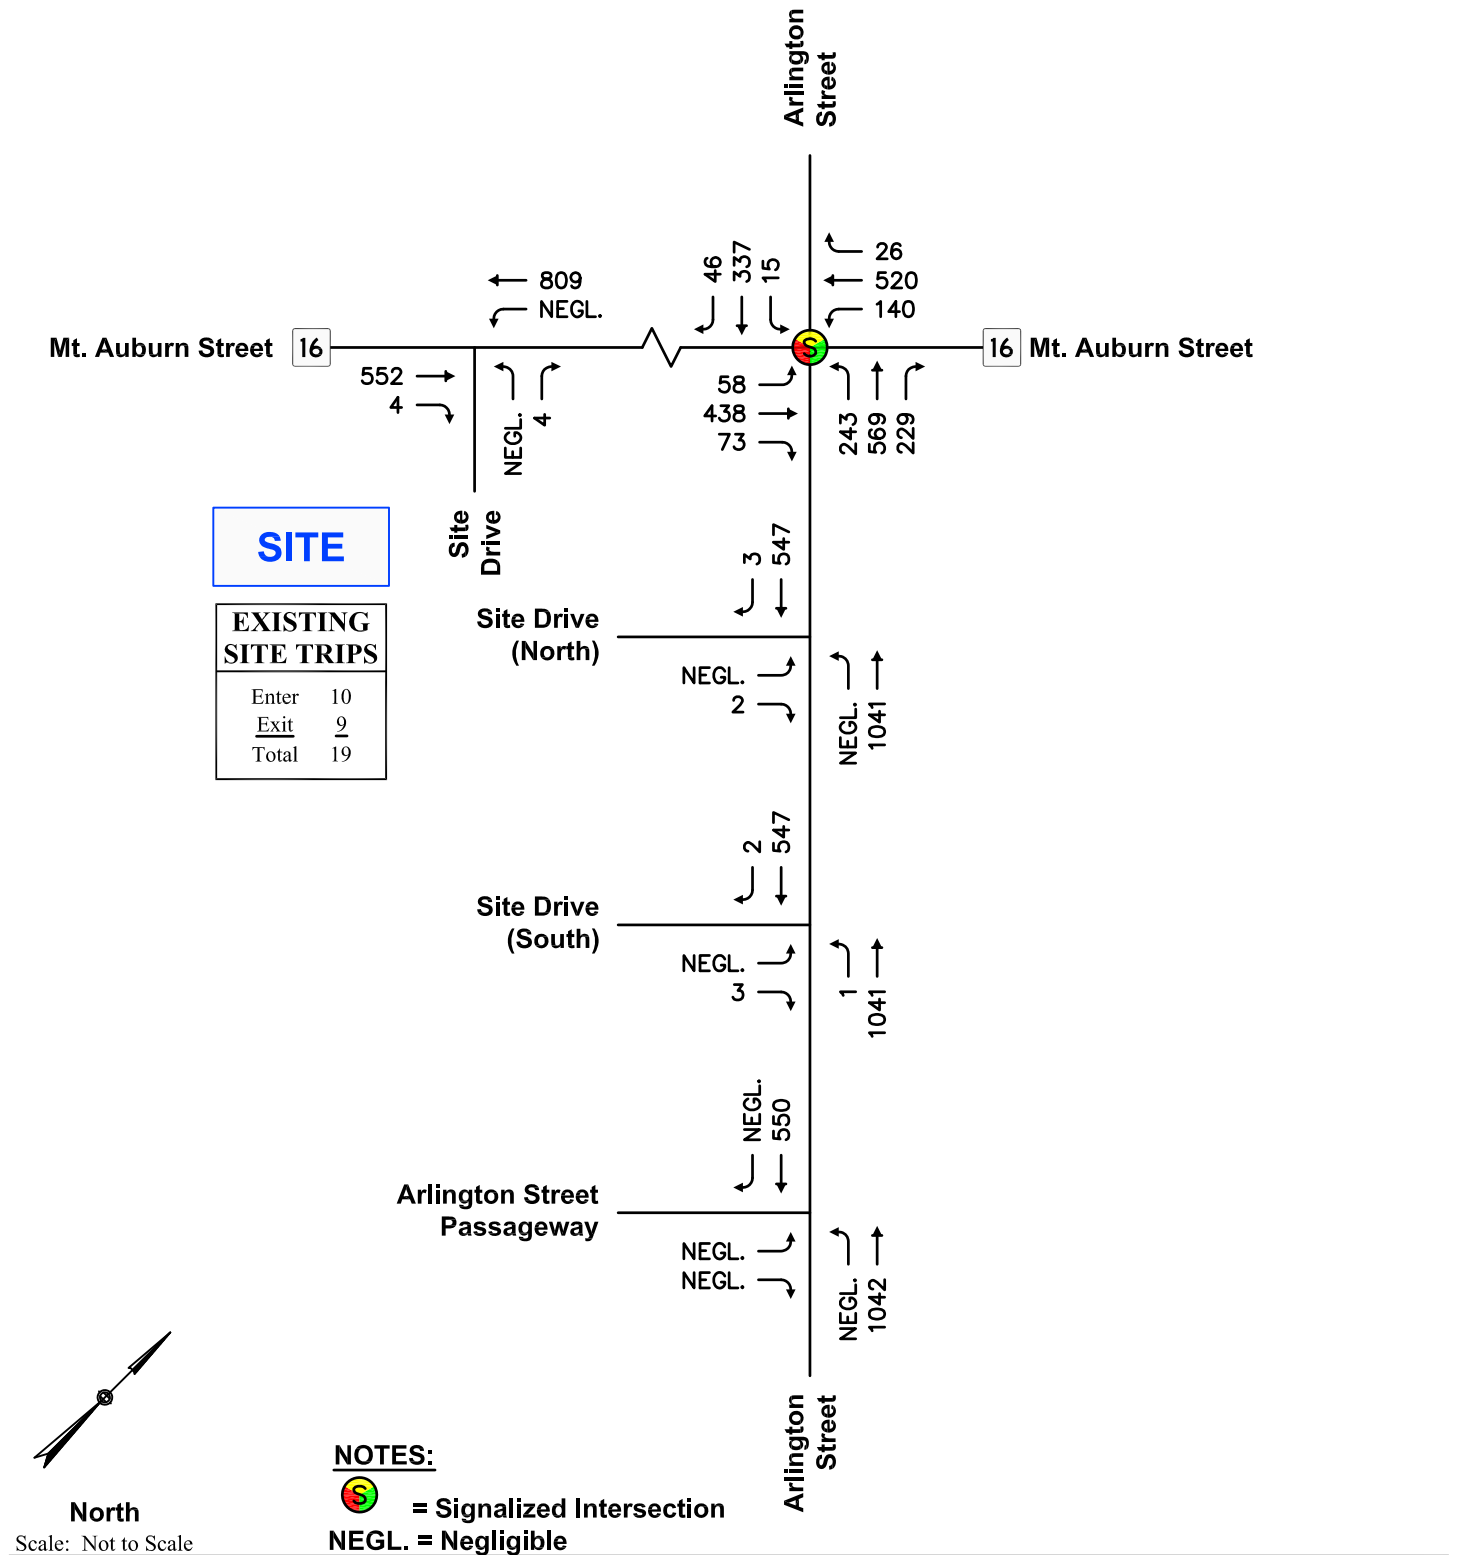 Arlington
Street
26
520
140
46
337
15
809
NEGL.
Mt. Auburn Street
16
S
16
Mt. Auburn Street
552
4
NEGL.
4
58
438
73
243
569
229
Site
Drive
SITE
EXISTING
SITE TRIPS
Enter 10
Exit 9
Total 19
3
547
Site Drive
(North)
NEGL.
2
NEGL.
1041
2
547
Site Drive
(South)
NEGL.
3
1
1041
NEGL.
550
Arlington Street
Passageway
NEGL.
NEGL.
NEGL.
1042
Arlington
Street
North
Scale: Not to Scale
NOTES:
S = Signalized Intersection
NEGL. = Negligible